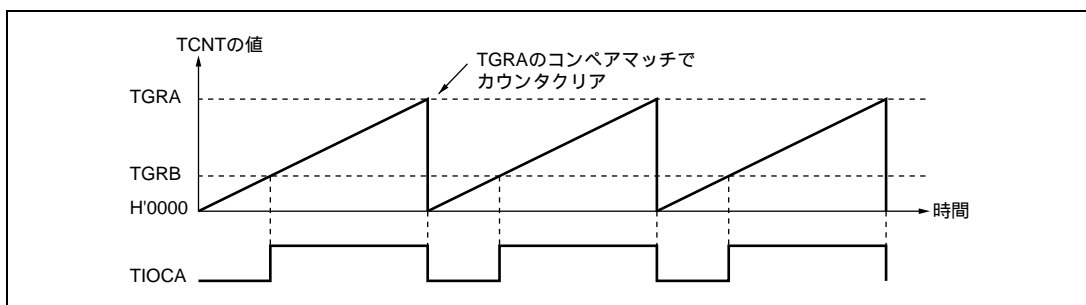 TCNTの値
TGRAのコンペアマッチで
カウンタクリア
TGRA
TGRB
H'0000
時間
TIOCA